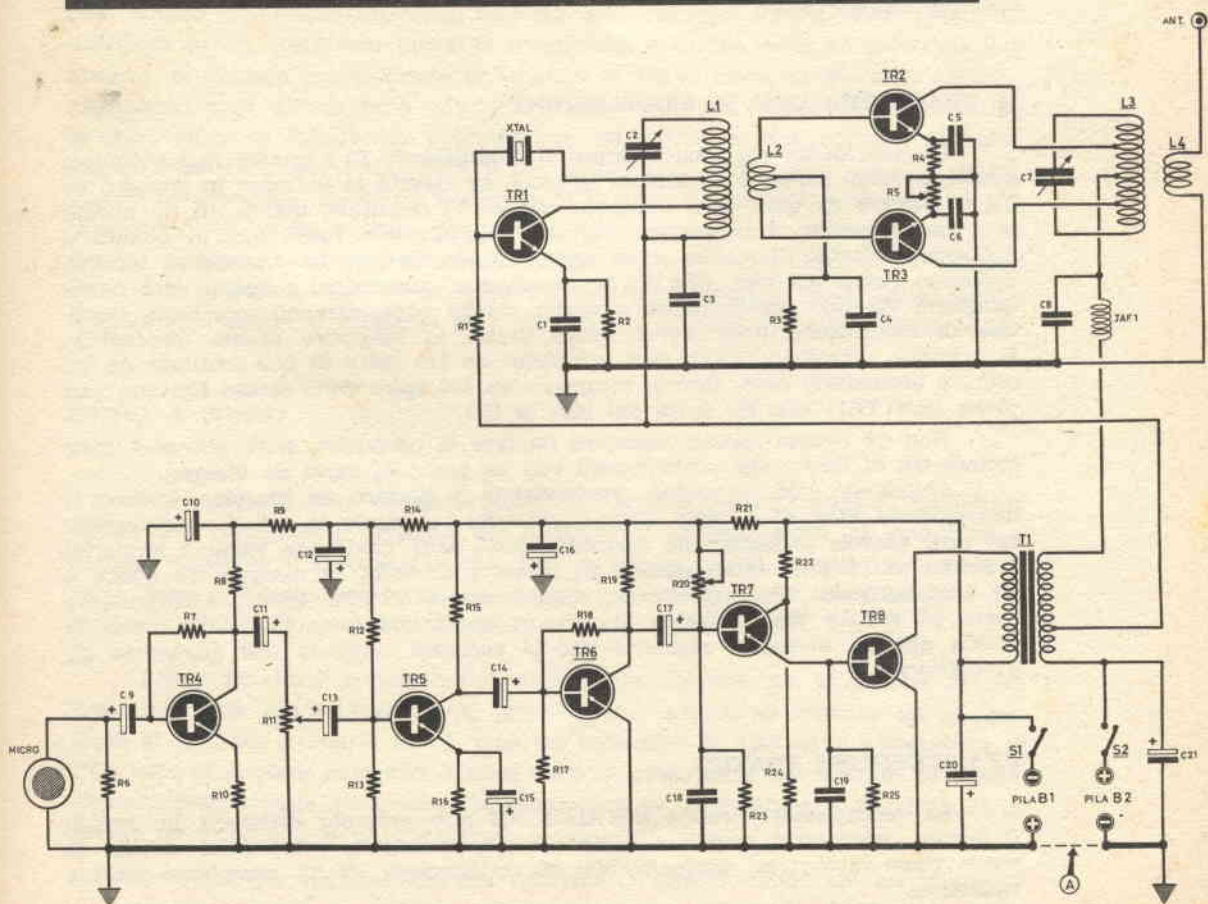 ANT.
TR2
L1
L3
XTAL
C2
C5
L2
R4
L4
C7
R5
TR1
C6
TR3
R1
C3
C8
JAF1
C1
R2
R3
C4
C10
R9
R14
R21
C12
C16
T1
R8
R19
R22
R20
R7
C11
R15
TR7
R12
R18
C17
TR8
C9
TR4
C14
TR6
C13
TR5
R11
MICRO
S1
S2
C20
C21
R6
R10
R13
R17
R24
C19
C18
R25
R16
C15
R23
PILA B1
PILA B2
A